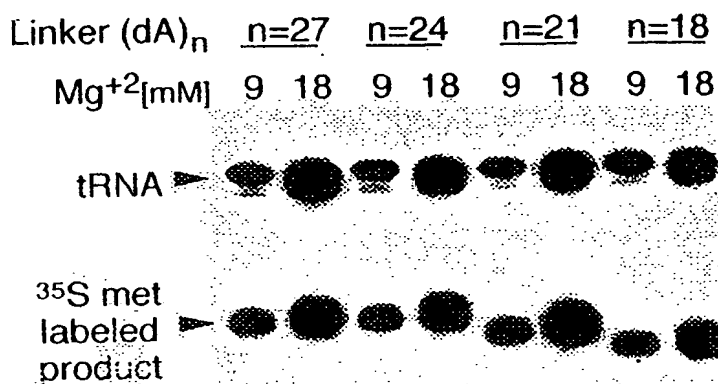 Linker (dA)n n=27 n=24 n=21 n=18
Mg+2[mM] 9 18 9 18 9 18 9 18
tRNA
35S met
labeled
product